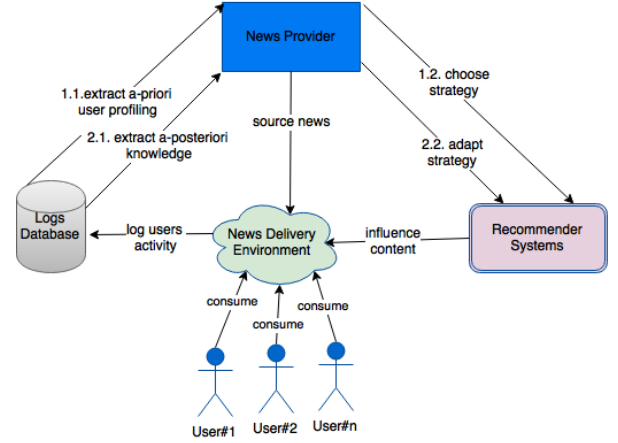 News Provider
1.1.extract a-priori
user profiling
1.2. choose
strategy
source news
2.1. extract a-posteriori
knowledge
2.2. adapt
strategy
Logs
Database
log users
activity
News Delivery
Environment
influence
content
Recommender
Systems
consume
consume
consume
User#1
User#2
User#n